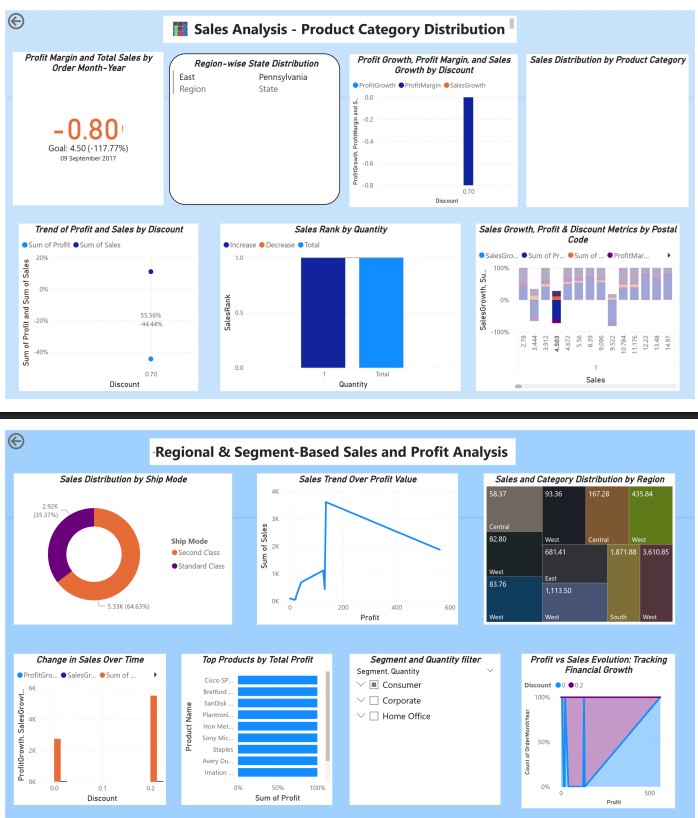 Sales Analysis - Product Category Distribution
Profit Margin and Total Sales by
Order Month-Year
-0.80!
Goal: 4.50 (-117.77%)
09 September 2017
Region-wise State Distribution
East Pennsylvania
Region State
Profit Growth, Profit Margin, and Sales
Growth by Discount
ProfitGrowth ProfitMargin SalesGrowth
ProfitGrowth, ProfitMargin and S...
0.0
-0.2
-0.4
-0.6
-0.8
0.70
Discount
Sales Distribution by Product Category
Trend of Profit and Sales by Discount
Sum of Profit Sum of Sales
Sum of Profit and Sum of Sales
20%
0%
-20%
-40%
55.56%
-44.44%
0.70
Discount
Sales Rank by Quantity
Increase Decrease Total
SalesRank
1.0
0.5
0.0
1 Total
Quantity
Sales Growth, Profit & Discount Metrics by Postal
Code
SalesGro... Sum of Pr... Sum of ... ProfitMar...
SalesGrowth, Su...
100%
0%
-100%
2.78 3.444 3.912 4.503 4.672 5.56 8.39 9.096 9.522 10.784 11.176 12.22 13.48 14.97
1
Sales
Regional & Segment-Based Sales and Profit Analysis
Sales Distribution by Ship Mode
2.92K
(35.37%)
5.33K (64.63%)
Ship Mode
Second Class
Standard Class
Sales Trend Over Profit Value
Sum of Sales
4K
3K
2K
1K
0K
0 200 400 600
Profit
Sales and Category Distribution by Region
58.37
Central
82.80
West
83.76
West
93.36
West
167.28
Central
435.84
West
681.41
East
1,113.50
West
1,871.88
South
3,610.85
West
Change in Sales Over Time
ProfitGro... SalesGr... Sum of ...
ProfitGrowth, SalesGrowt...
6K
4K
2K
0K
0.0 0.1 0.2
Discount
Top Products by Total Profit
Product Name
Cisco SP...
Bretford ...
SanDisk ...
Plantroni...
Hon Met...
Sony Mic...
Staples
Avery Du...
Imation ...
0% 50% 100%
Sum of Profit
Segment and Quantity filter
Segment, Quantity
Consumer
Corporate
Home Office
Profit vs Sales Evolution: Tracking
Financial Growth
Discount 0 0.2
Count of OrderMonthYear
100%
50%
0%
0 500
Profit